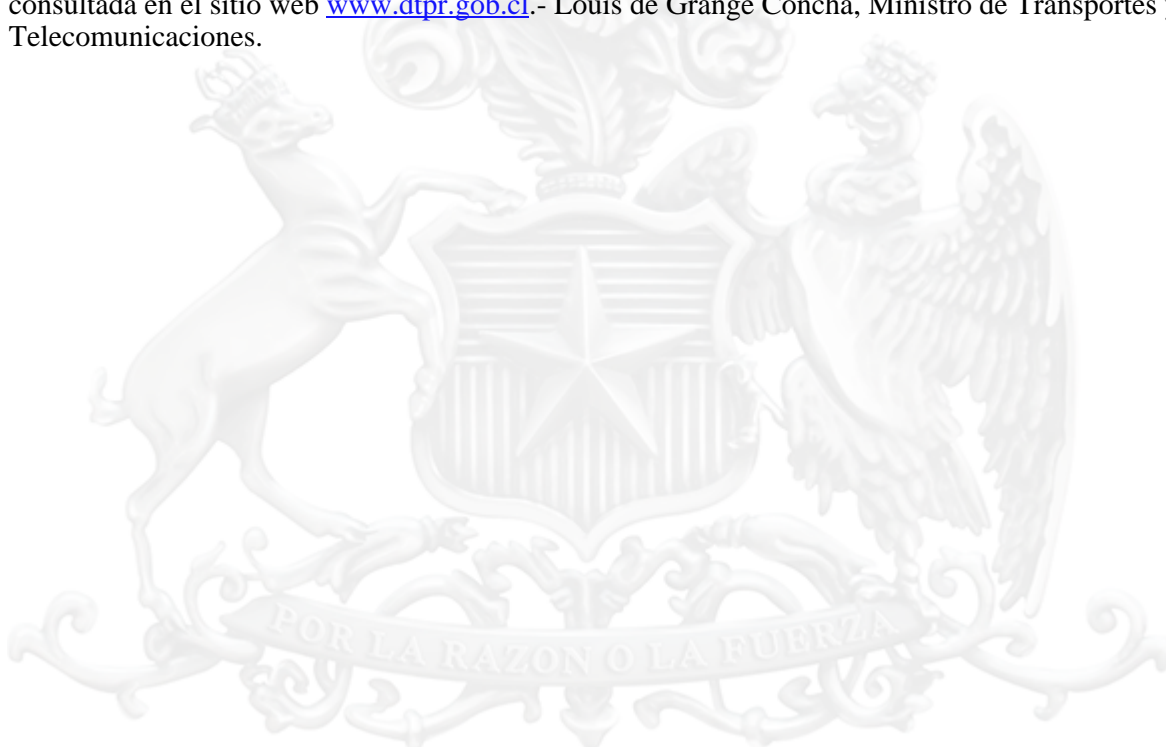 consultada en el sitio web www.dtpr.gob.cl.- Louis de Grange Concha, Ministro de Transportes y
Telecomunicaciones.
POR LA RAZON O LA FUERZA